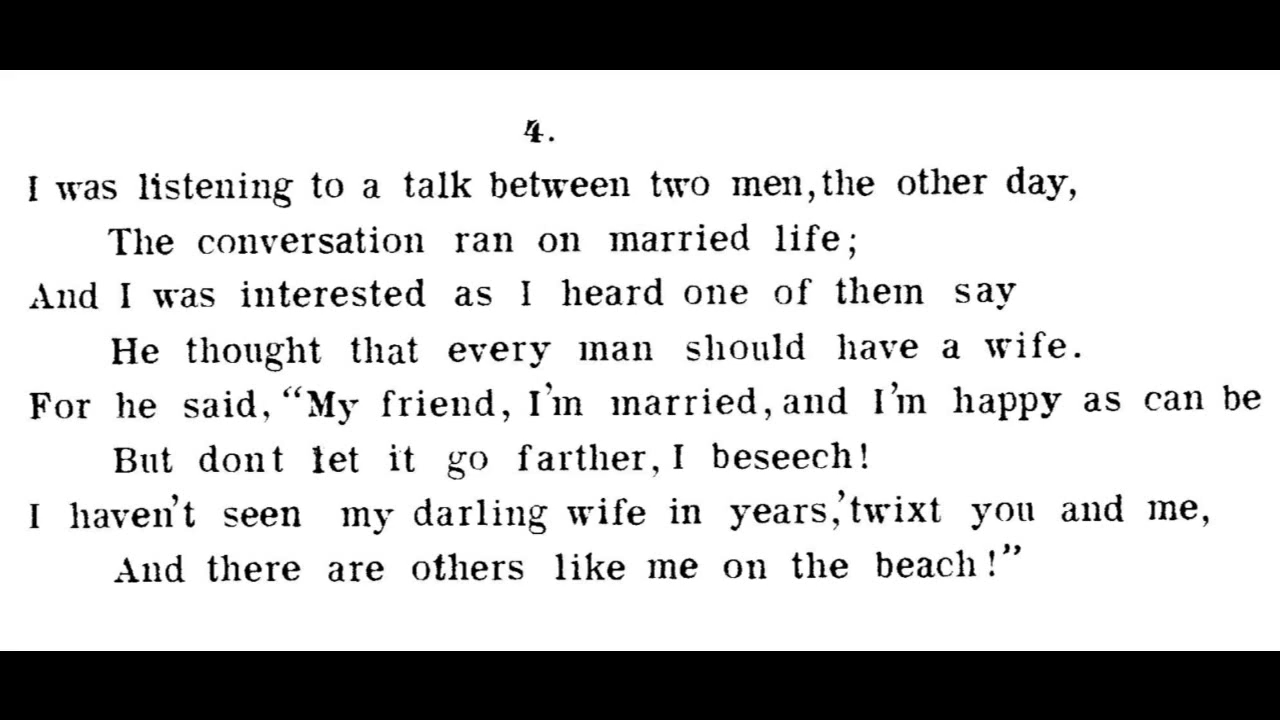 4.
I was listening to a talk between two men, the other day,
The conversation ran on married life;
And I was interested as I heard one of them say
He thought that every man should have a wife.
For he said, “My friend, I'm married, and I'm happy as can be
But dont let it go farther, I beseech!
I haven't seen my darling wife in years, 'twixt you and me,
And there are others like me on the beach!”